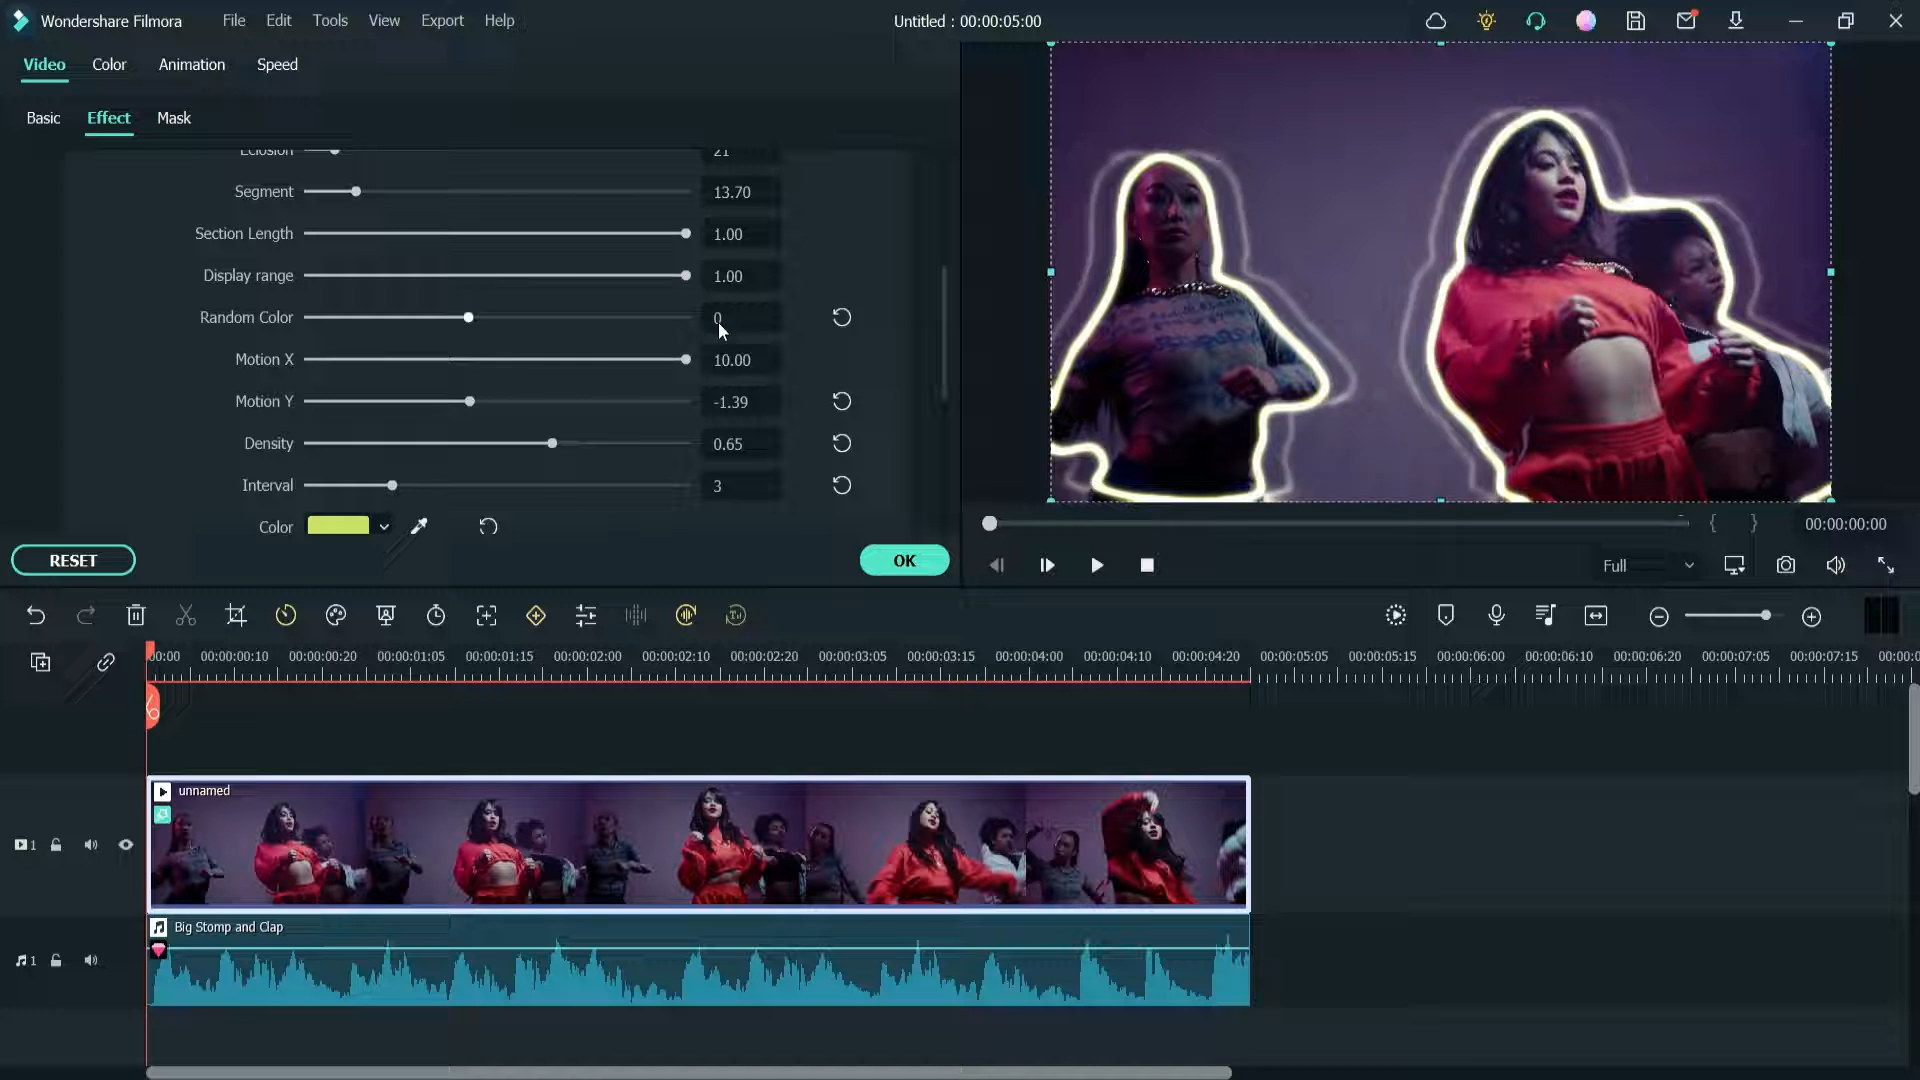 Wondershare Filmora File Edit Tools View Export Help Untitled : 00:00:05:00
Video Color Animation Speed
Basic Effect Mask
Eclosion 21
Segment 13.70
Section Length 1.00
Display range 1.00
Random Color 0
Motion X 10.00
Motion Y -1.39
Density 0.65
Interval 3
Color
{ } 00:00:00:00
RESET OK
Full
00:00 00:00:00:10 00:00:00:20 00:00:01:05 00:00:01:15 00:00:02:00 00:00:02:10 00:00:02:20 00:00:03:05 00:00:03:15 00:00:04:00 00:00:04:10 00:00:04:20 00:00:05:05 00:00:05:15 00:00:06:00 00:00:06:10 00:00:06:20 00:00:07:05 00:00:07:15 00:00:0
unnamed
1
Big Stomp and Clap
1